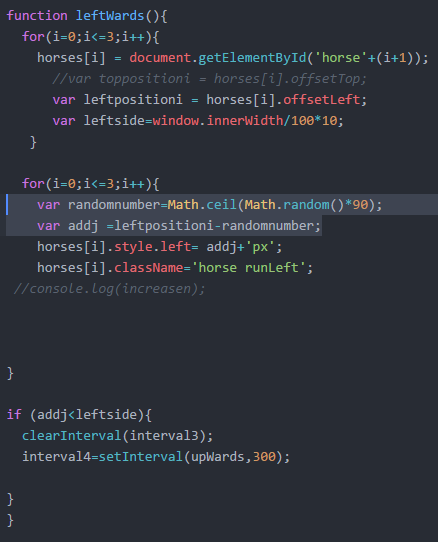 function leftWards(){
for(i=0;i<=3;i++){
horses[i] = document.getElementById('horse'+(i+1));
//var toppositioni = horses[i].offsetTop;
var leftpositioni = horses[i].offsetLeft;
var leftside=window.innerWidth/100*10;
}
for(i=0;i<=3;i++){
var randomnumber=Math.ceil(Math.random()*90);
var addj =leftpositioni-randomnumber;
horses[i].style.left= addj+'px';
horses[i].className='horse runLeft';
//console.log(increasen);
}
if (addj<leftside){
clearInterval(interval3);
interval4=setInterval(upWards,300);
}
}